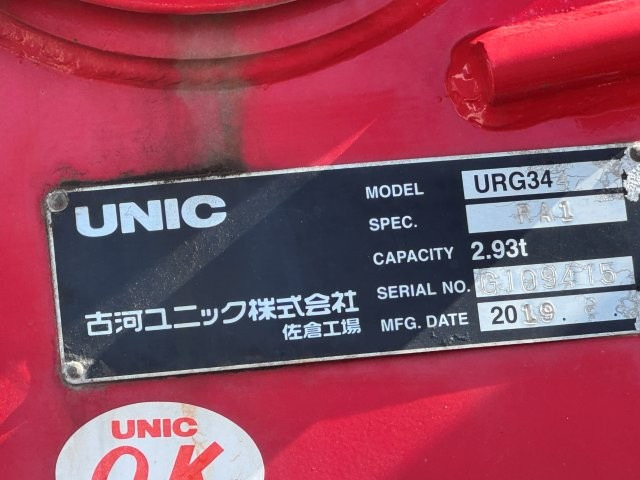 UNIC
MODEL URG34
SPEC. RA1
CAPACITY 2.93t
SERIAL NO. G109415
MFG. DATE 2019.
古河ユニック株式会社
佐倉工場
UNIC
OK